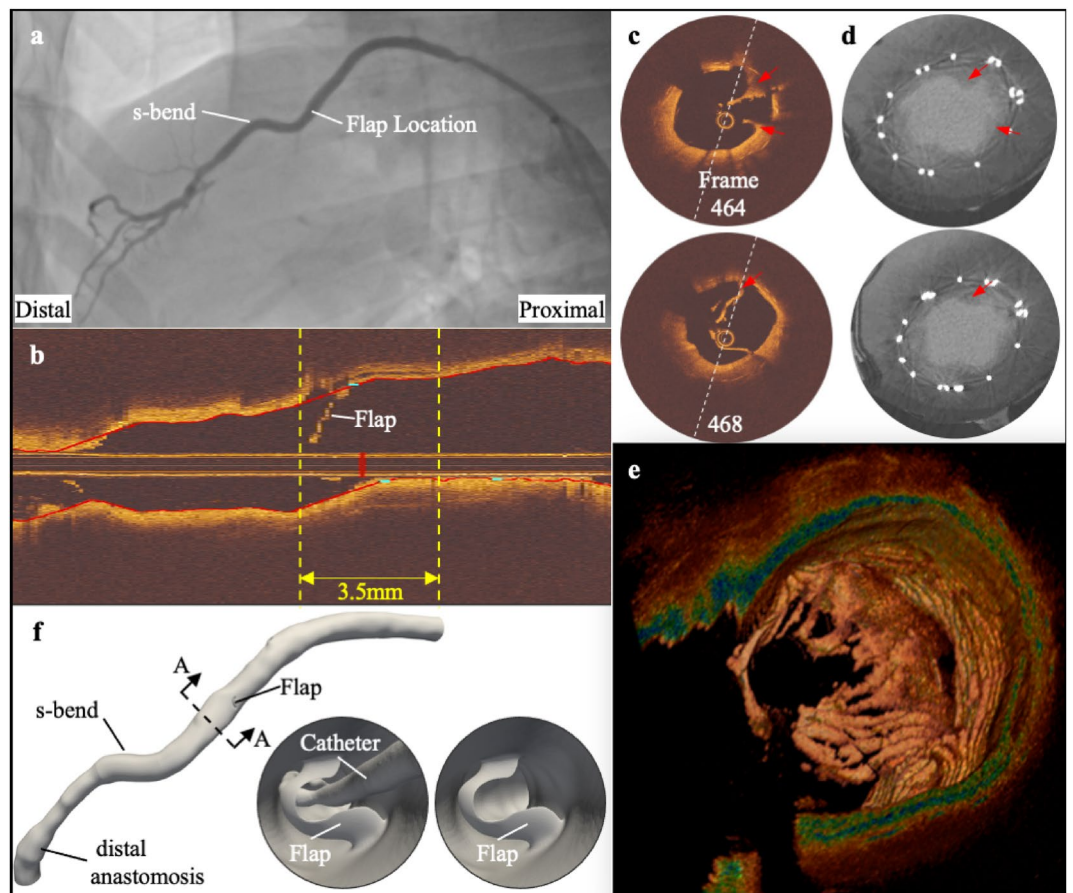 a
s-bend
Flap Location
Distal
Proximal
b
Flap
3.5mm
c
Frame
464
468
d
e
f
A
Flap
s-bend
A
Catheter
Flap
Flap
distal
anastomosis